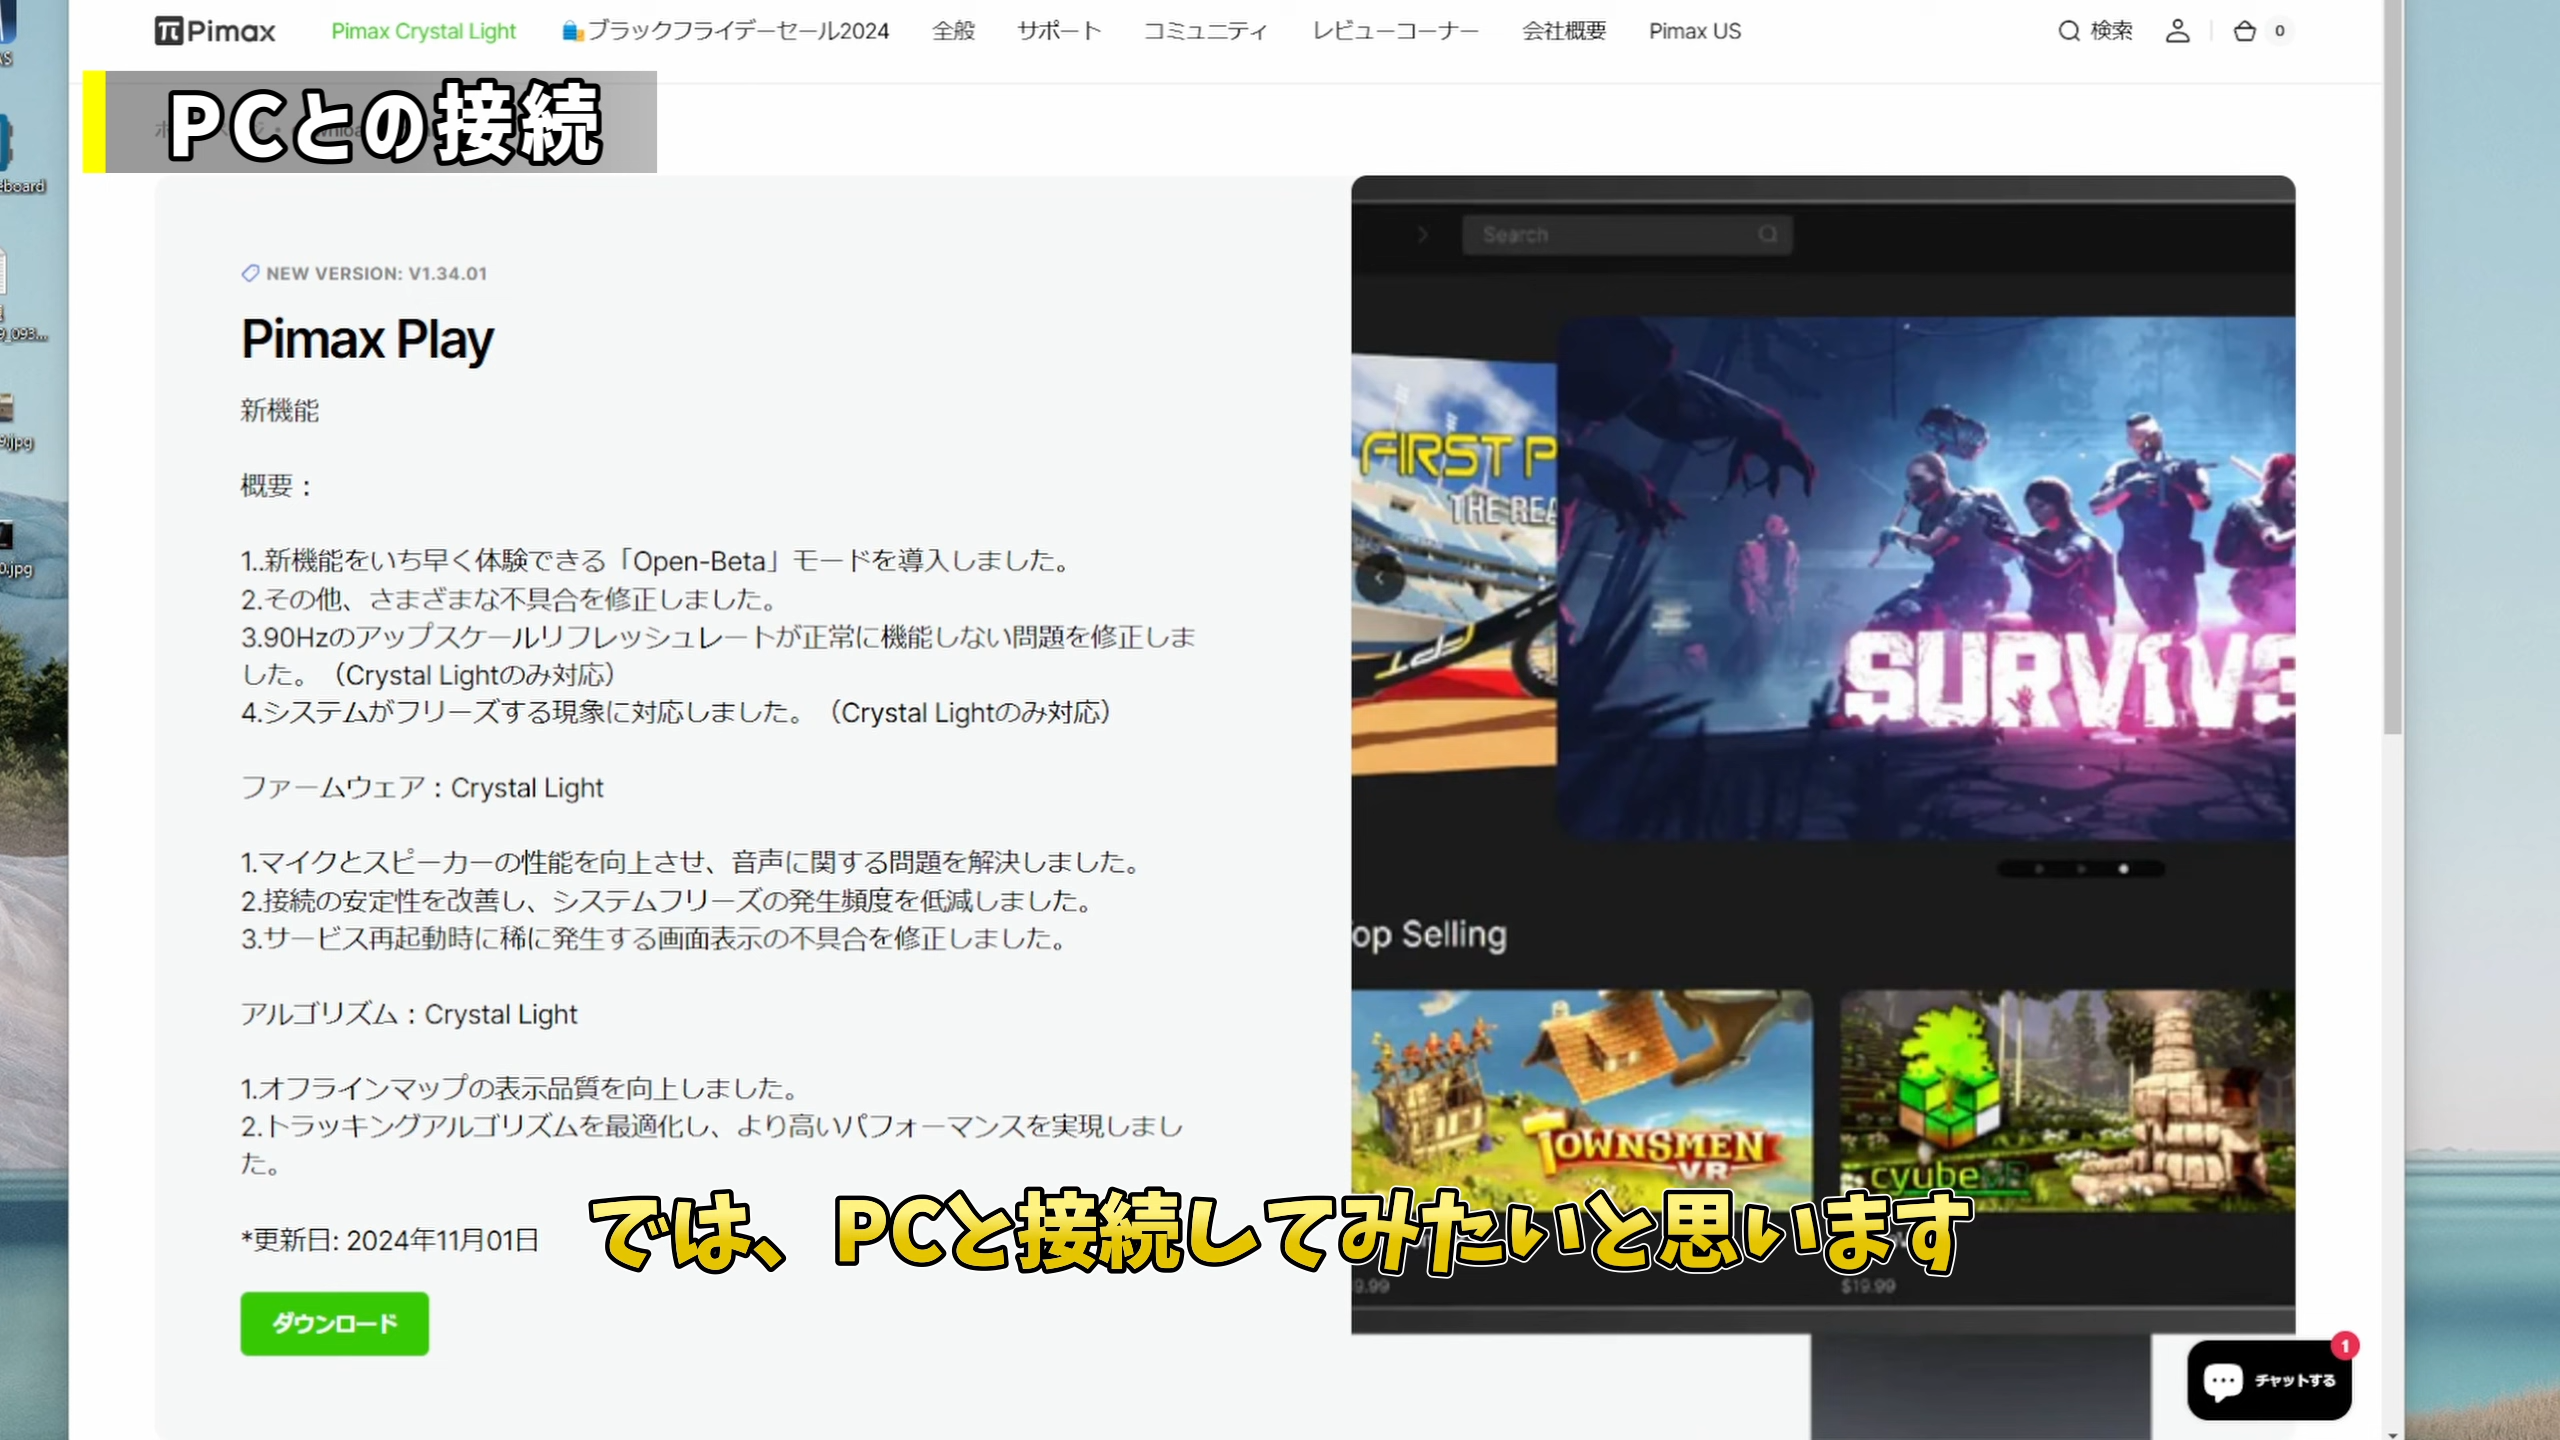 Pimax
Pimax Crystal Light
ブラックフライデーセール2024
全般
サポート
コミュニティ
レビューコーナー
会社概要
Pimax US
検索
0
PCとの接続
NEW VERSION: V1.34.01
Pimax Play
新機能
概要：
1..新機能をいち早く体験できる「Open-Beta」モードを導入しました。
2.その他、さまざまな不具合を修正しました。
3.90Hzのアップスケールリフレッシュレートが正常に機能しない問題を修正しま
した。（Crystal Lightのみ対応）
4.システムがフリーズする現象に対応しました。（Crystal Lightのみ対応）
ファームウェア：Crystal Light
1.マイクとスピーカーの性能を向上させ、音声に関する問題を解決しました。
2.接続の安定性を改善し、システムフリーズの発生頻度を低減しました。
3.サービス再起動時に稀に発生する画面表示の不具合を修正しました。
アルゴリズム：Crystal Light
1.オフラインマップの表示品質を向上しました。
2.トラッキングアルゴリズムを最適化し、より高いパフォーマンスを実現しまし
た。
*更新日: 2024年11月01日
ダウンロード
Search
FIRST P
THE REA
FPT
SURV1V3
op Selling
TOWNSMEN
VR
cyube
9.99
$19.99
では、PCと接続してみたいと思います
1
チャットする
eboard
0_093...
9.jpg
0.jpg